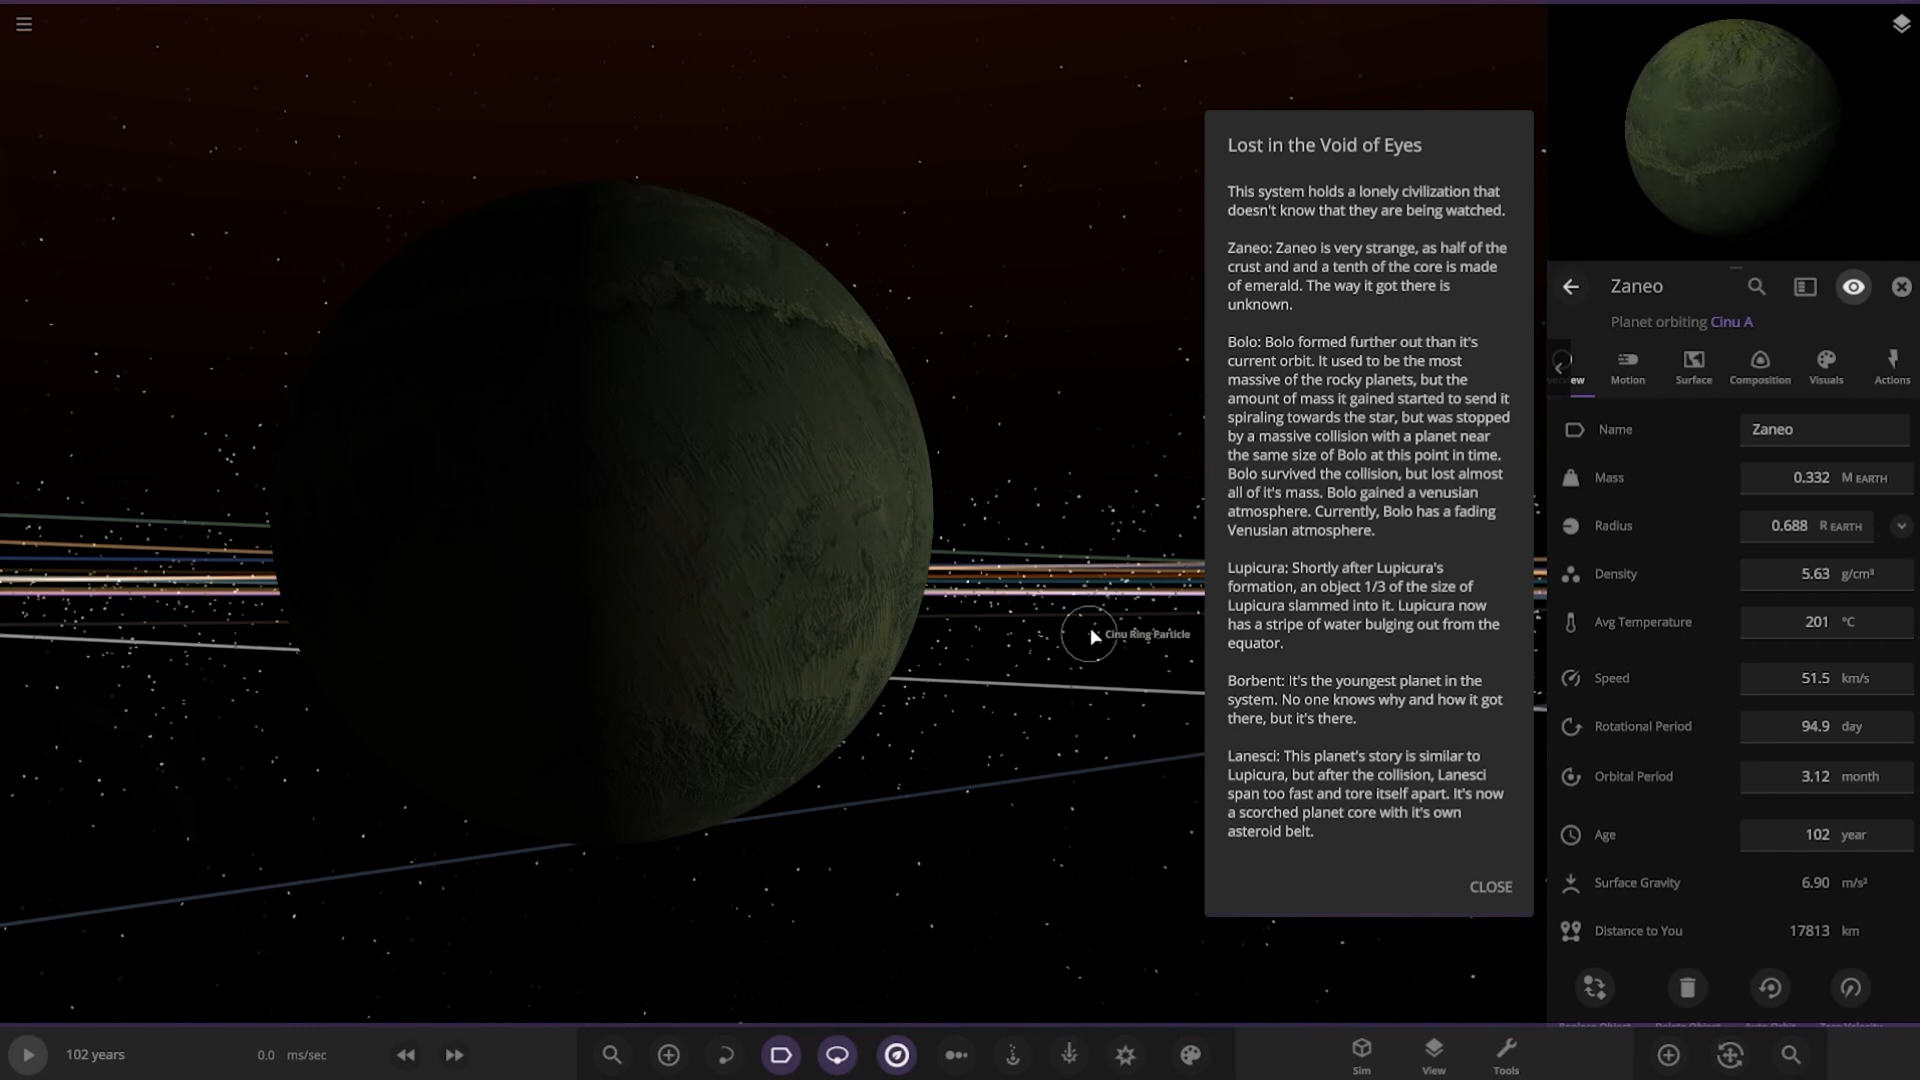 Lost in the Void of Eyes
This system holds a lonely civilization that
doesn't know that they are being watched.
Zaneo: Zaneo is very strange, as half of the
crust and and a tenth of the core is made
of emerald. The way it got there is
unknown.
Bolo: Bolo formed further out than it's
current orbit. It used to be the most
massive of the rocky planets, but the
amount of mass it gained started to send it
spiraling towards the star, but was stopped
by a massive collision with a planet near
the same size of Bolo at this point in time.
Bolo survived the collision, but lost almost
all of it's mass. Bolo gained a venusian
atmosphere. Currently, Bolo has a fading
Venusian atmosphere.
Lupicura: Shortly after Lupicura's
formation, an object 1/3 of the size of
Lupicura slammed into it. Lupicura now
has a stripe of water bulging out from the
equator.
Borbent: It's the youngest planet in the
system. No one knows why and how it got
there, but it's there.
Lanesci: This planet's story is similar to
Lupicura, but after the collision, Lanesci
span too fast and tore itself apart. It's now
a scorched planet core with it's own
asteroid belt.
CLOSE
Cinu Ring Particle
Zaneo
Planet orbiting Cinu A
Motion Surface Composition Visuals Actions
Name Zaneo
Mass 0.332 M EARTH
Radius 0.688 R EARTH
Density 5.63 g/cm³
Avg Temperature 201 °C
Speed 51.5 km/s
Rotational Period 94.9 day
Orbital Period 3.12 month
Age 102 year
Surface Gravity 6.90 m/s²
Distance to You 17813 km
102 years 0.0 ms/sec
Sim View Tools